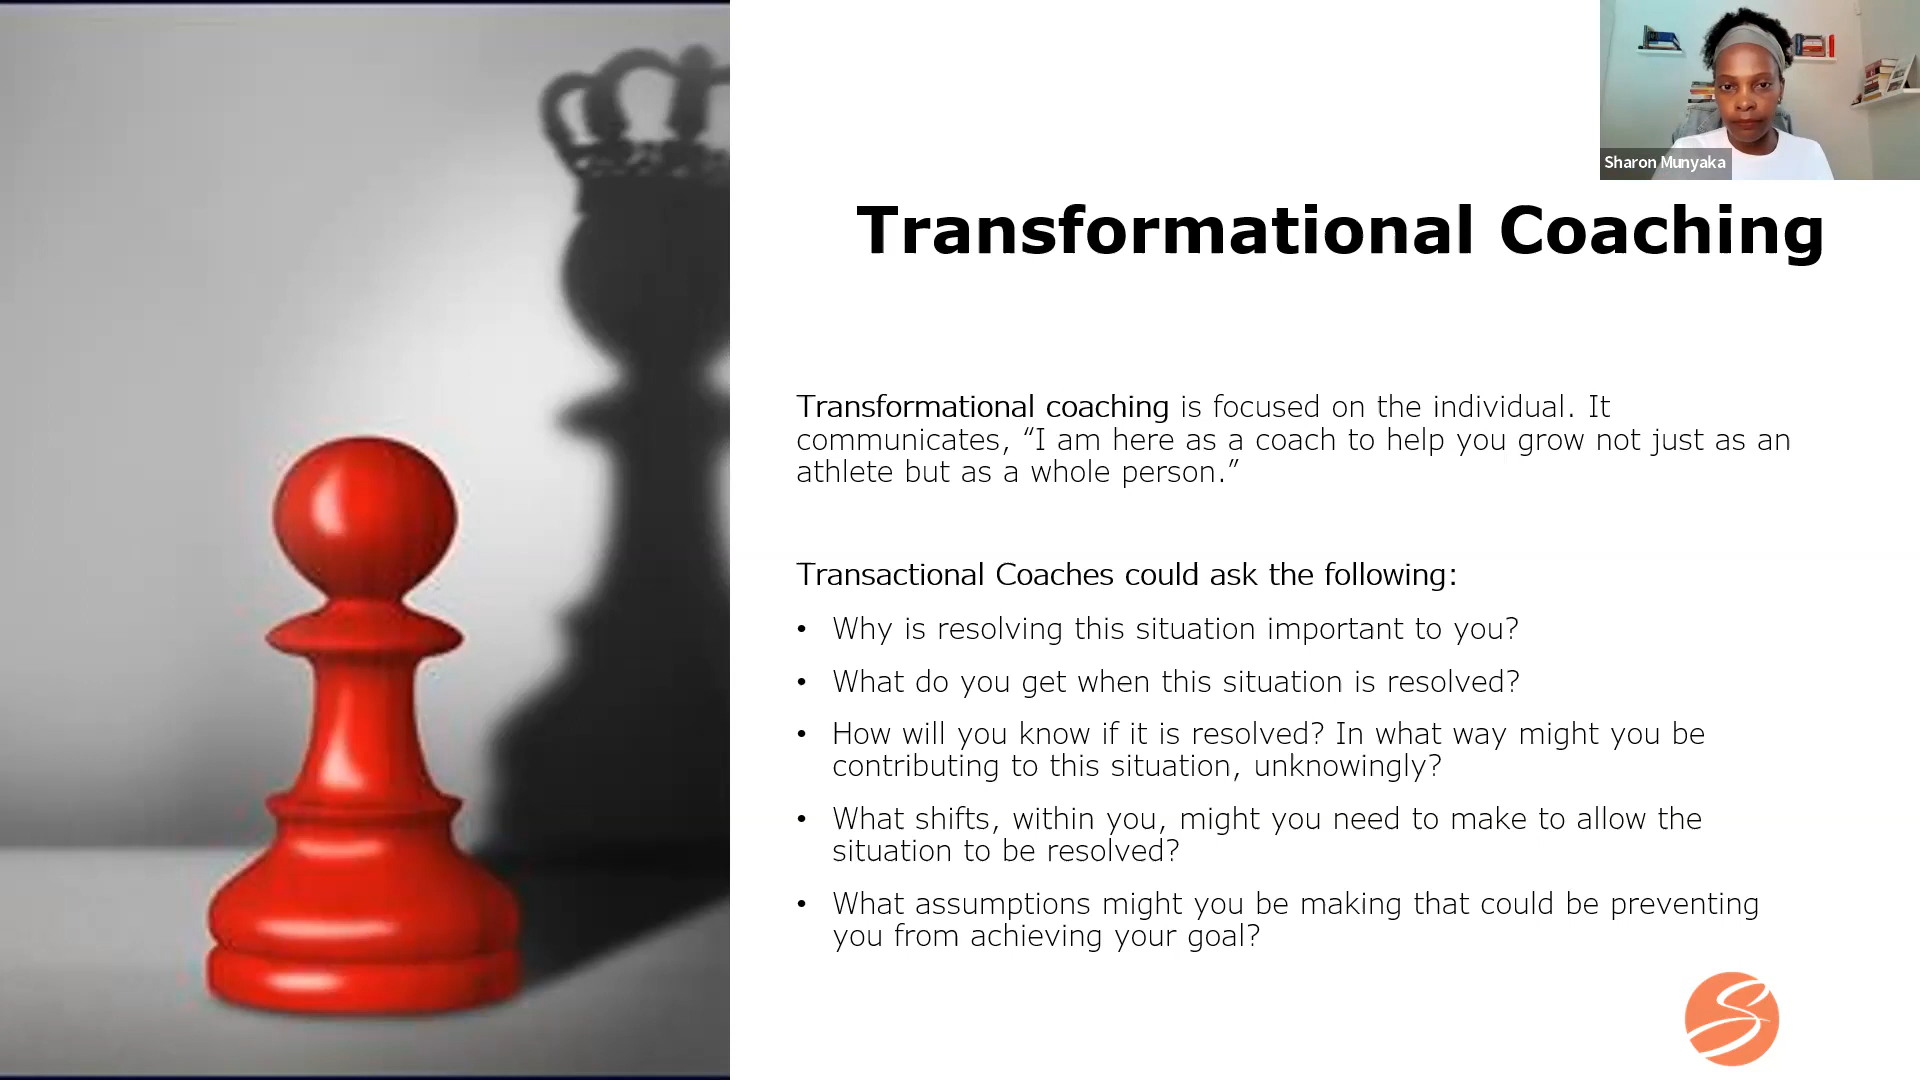 Sharon Munyaka
Transformational Coaching
Transformational coaching is focused on the individual. It
communicates, “I am here as a coach to help you grow not just as an
athlete but as a whole person.”
Transactional Coaches could ask the following:
• Why is resolving this situation important to you?
• What do you get when this situation is resolved?
• How will you know if it is resolved? In what way might you be
contributing to this situation, unknowingly?
• What shifts, within you, might you need to make to allow the
situation to be resolved?
• What assumptions might you be making that could be preventing
you from achieving your goal?